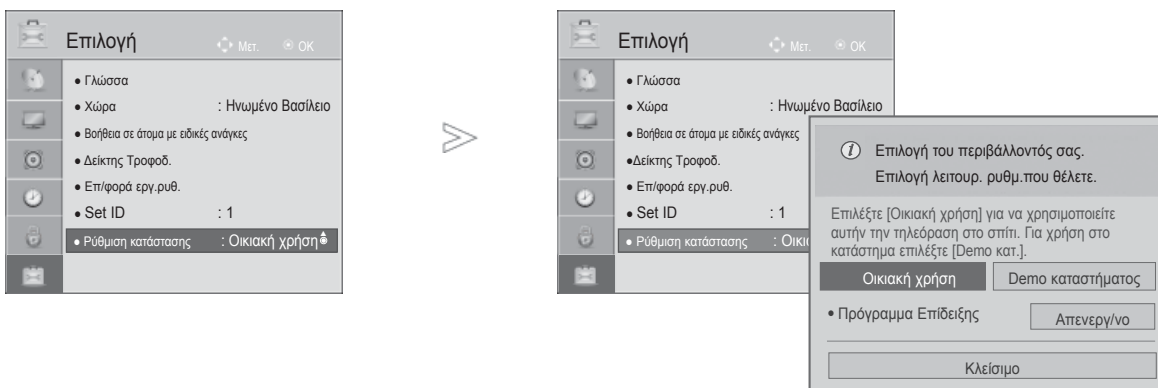 Επιλογή Μετ. OK
● Γλώσσα
● Χώρα : Ηνωμένο Βασίλειο
● Βοήθεια σε άτομα με ειδικές ανάγκες
● Δείκτης Τροφοδ.
● Επ/φορά εργ.ρυθ.
● Set ID : 1
● Ρύθμιση κατάστασης : Οικιακή χρήση
Επιλογή Μετ. OK
● Γλώσσα
● Χώρα : Ηνωμένο Βασίλειο
● Βοήθεια σε άτομα με ειδικές ανάγκες
●Δείκτης Τροφοδ.
● Επ/φορά εργ.ρυθ.
● Set ID : 1
● Ρύθμιση κατάστασης : Οικι
Επιλογή του περιβάλλοντός σας.
Επιλογή λειτουρ. ρυθμ.που θέλετε.
Επιλέξτε [Οικιακή χρήση] για να χρησιμοποιείτε
αυτήν την τηλεόραση στο σπίτι. Για χρήση στο
κατάστημα επιλέξτε [Demo κατ.].
Οικιακή χρήση Demo καταστήματος
● Πρόγραμμα Επίδειξης Απενεργ/νο
Κλείσιμο